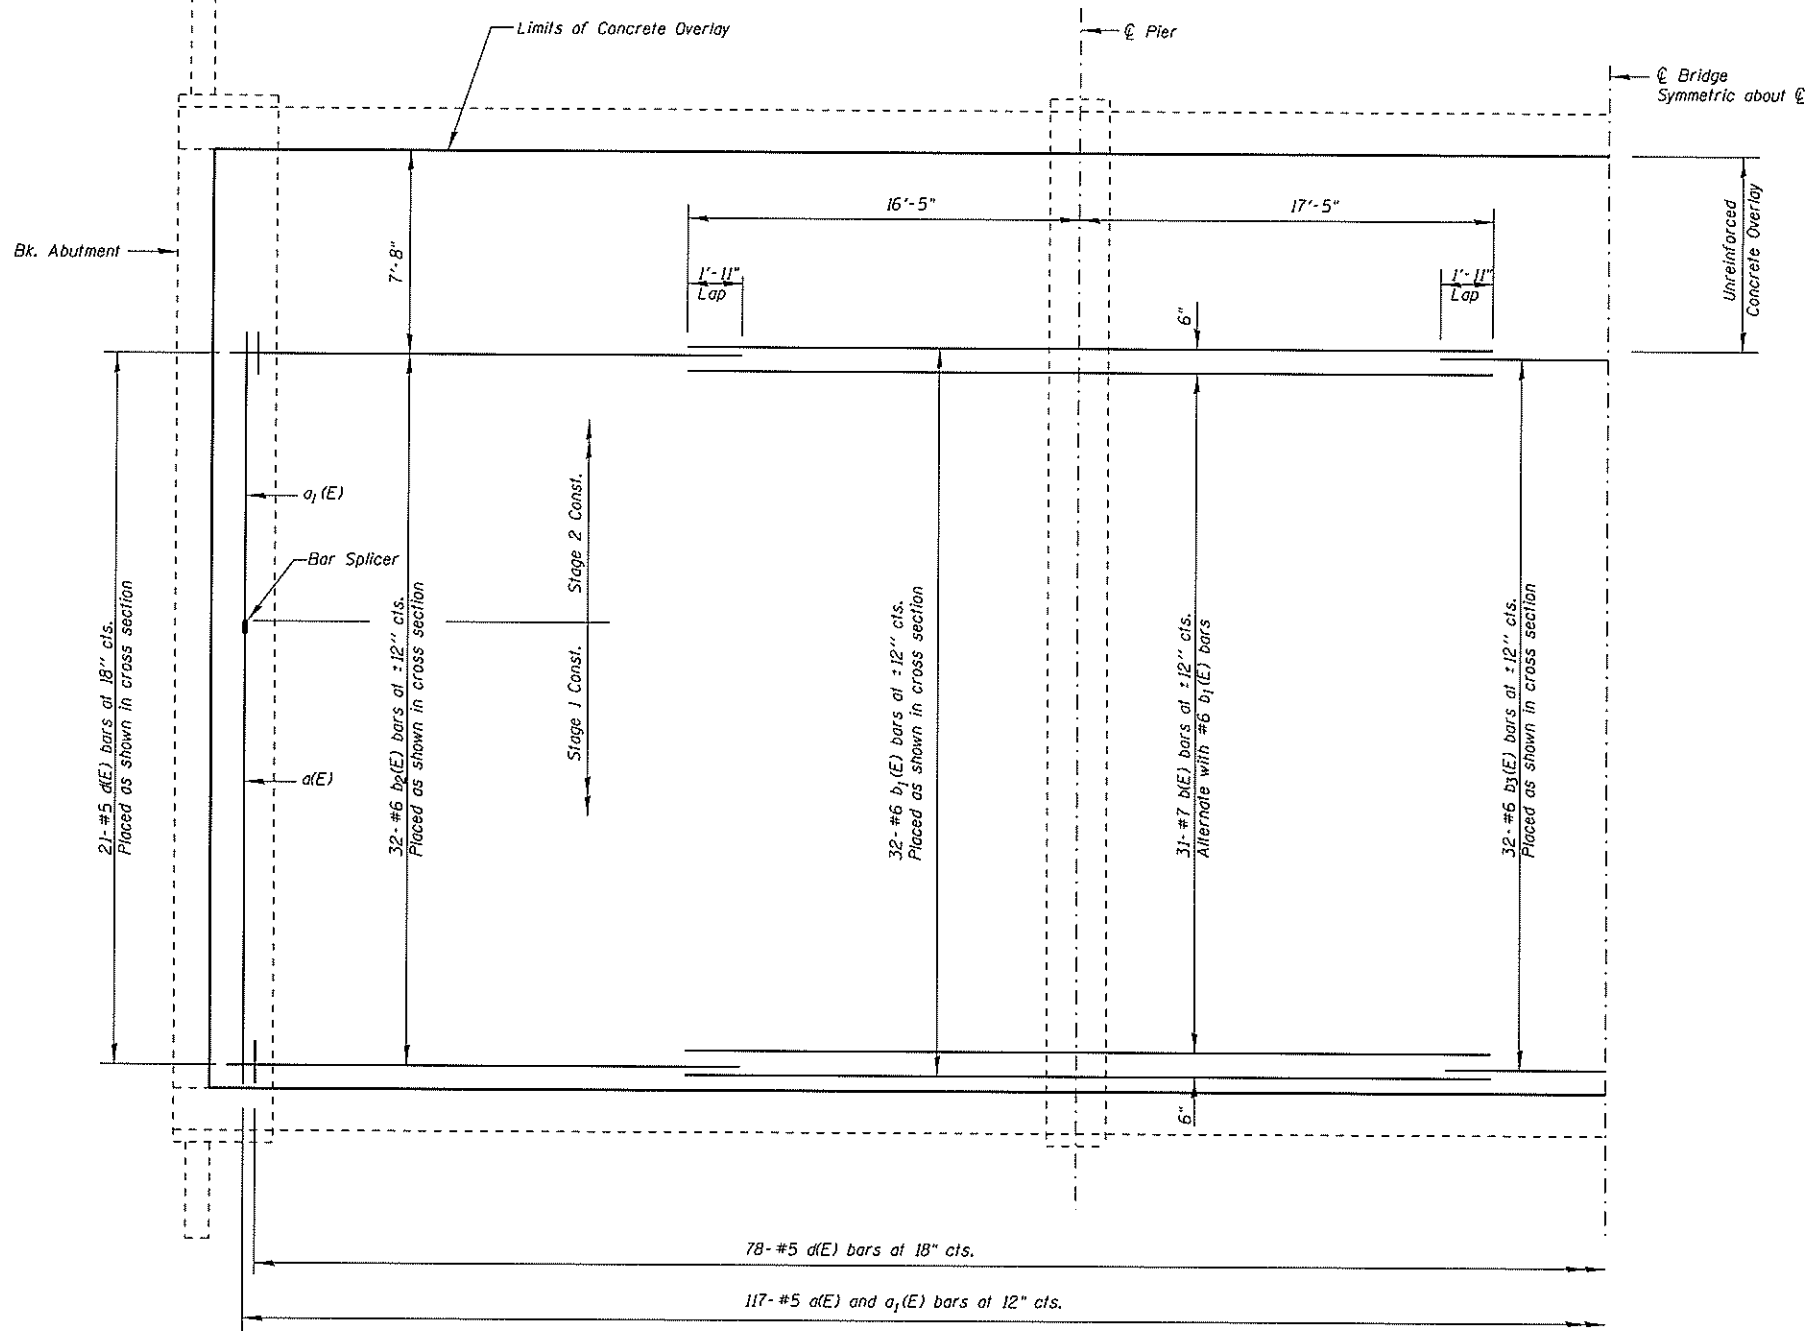 Limits of Concrete Overlay
℄ Pier
℄ Bridge
Symmetric about ℄
Bk. Abutment
7'-8"
16'-5"
17'-5"
1'-11"
Lap
1'-11"
Lap
6"
Unreinforced
Concrete Overlay
a₁(E)
Bar Splicer
a(E)
Stage 2 Const.
Stage 1 Const.
21-#5 d(E) bars at 18" cts.
Placed as shown in cross section
32-#6 b₂(E) bars at ±12" cts.
Placed as shown in cross section
32-#6 b₁(E) bars at ±12" cts.
Placed as shown in cross section
31-#7 b(E) bars at ±12" cts.
Alternate with #6 b₁(E) bars
32-#6 b₃(E) bars at ±12" cts.
Placed as shown in cross section
6"
78-#5 d(E) bars at 18" cts.
117-#5 a(E) and a₁(E) bars at 12" cts.